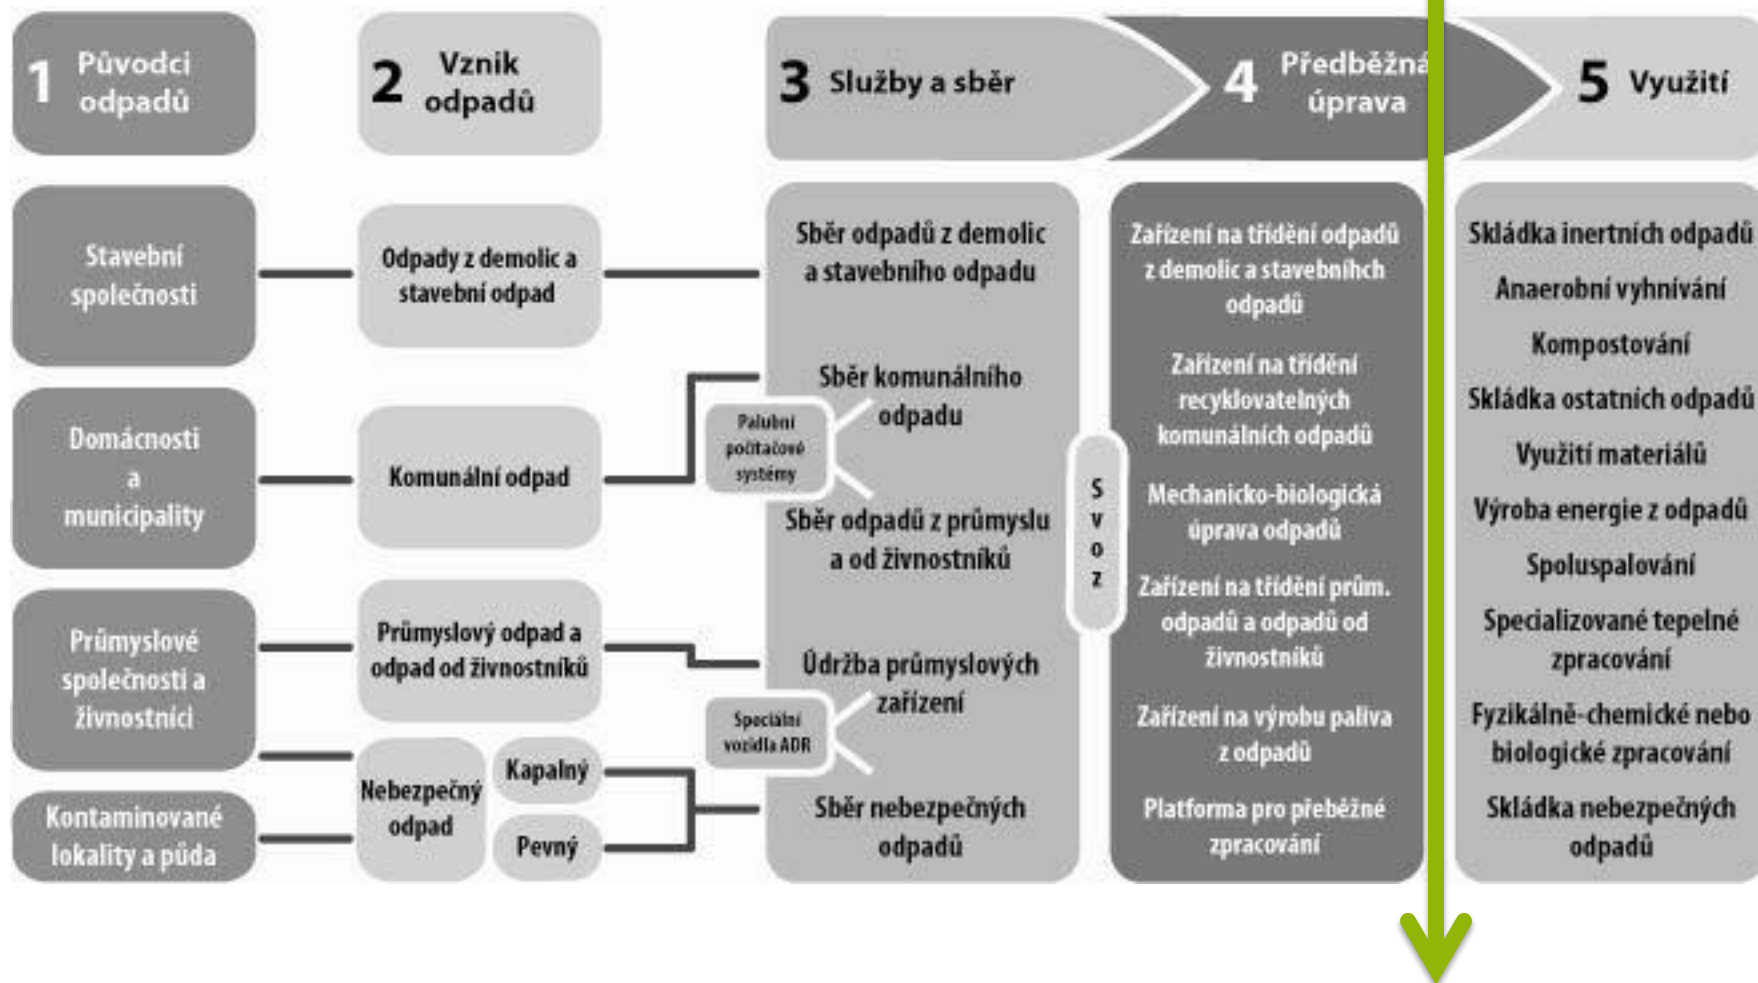 1 Původci
odpadů
2 Vznik
odpadů
3 Služby a sběr
4 Předběžná
úprava
5 Využití
Stavební
společnosti
Domácnosti
a
municipality
Průmyslové
společnosti a
živnostníci
Kontaminované
lokality a půda
Odpady z demolic a
stavební odpad
Komunální odpad
Průmyslový odpad a
odpad od živnostníků
Nebezpečný
odpad
Kapalný
Pevný
Sběr odpadů z demolic
a stavebního odpadu
Sběr komunálního
odpadu
Palubní
počítačové
systémy
Sběr odpadů z průmyslu
a od živnostníků
Údržba průmyslových
zařízení
Speciální
vozidla ADR
Sběr nebezpečných
odpadů
S
v
o
z
Zařízení na třídění odpadů
z demolic a stavebníhch
odpadů
Zařízení na třídění
recyklovatelných
komunálních odpadů
Mechanicko-biologická
úprava odpadů
Zařízení na třídění prům.
odpadů a odpadů od
živnostníků
Zařízení na výrobu paliva
z odpadů
Platforma pro přeběžné
zpracování
Skládka inertních odpadů
Anaerobní vyhnívání
Kompostování
Skládka ostatních odpadů
Využití materiálů
Výroba energie z odpadů
Spoluspalování
Specializované tepelné
zpracování
Fyzikálně-chemické nebo
biologické zpracování
Skládka nebezpečných
odpadů